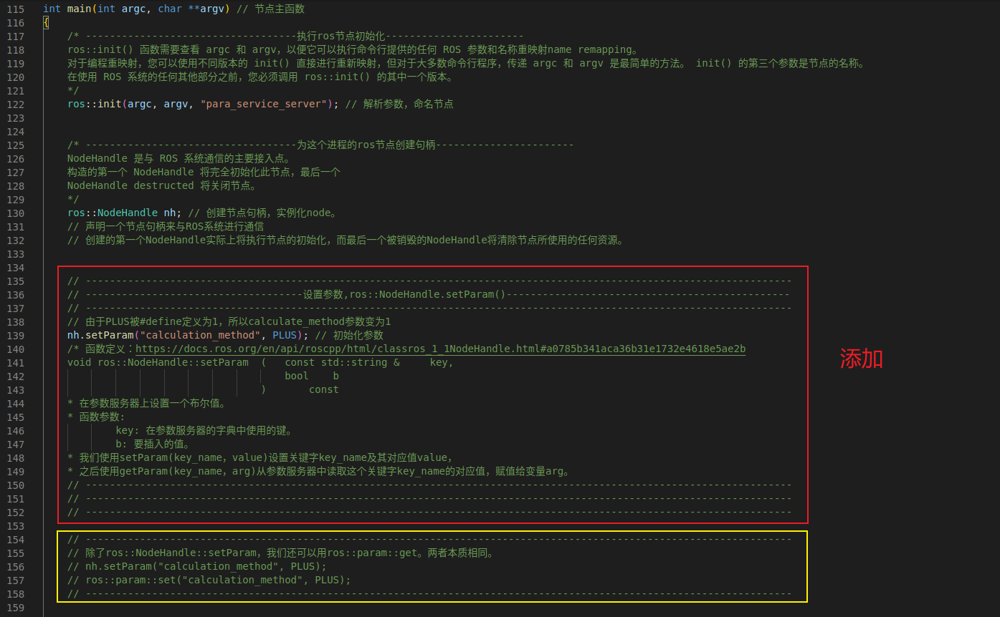 115 int main(int argc, char **argv) // 节点主函数
116 {
117 /* -----------------------------------执行ros节点初始化-----------------------
118 ros::init() 函数需要查看 argc 和 argv，以便它可以执行命令行提供的任何 ROS 参数和名称重映射name remapping。
119 对于编程重映射，您可以使用不同版本的 init() 直接进行重新映射，但对于大多数命令行程序，传递 argc 和 argv 是最简单的方法。 init() 的第三个参数是节点的名称。
120 在使用 ROS 系统的任何其他部分之前，您必须调用 ros::init() 的其中一个版本。
121 */
122 ros::init(argc, argv, "para_service_server"); // 解析参数，命名节点
123
124
125 /* -----------------------------------为这个进程的ros节点创建句柄-----------------------
126 NodeHandle 是与 ROS 系统通信的主要接入点。
127 构造的第一个 NodeHandle 将完全初始化此节点，最后一个
128 NodeHandle destructed 将关闭节点。
129 */
130 ros::NodeHandle nh; // 创建节点句柄，实例化node。
131 // 声明一个节点句柄来与ROS系统进行通信
132 // 创建的第一个NodeHandle实际上将执行节点的初始化，而最后一个被销毁的NodeHandle将清除节点所使用的任何资源。
133
134
135 // ---------------------------------------------------------------------------------------------------------------------
136 // ------------------------------------设置参数,ros::NodeHandle.setParam()-----------------------------------------------
137 // ---------------------------------------------------------------------------------------------------------------------
138 // 由于PLUS被#define定义为1，所以calculate_method参数变为1
139 nh.setParam("calculation_method", PLUS); // 初始化参数
140 /* 函数定义：https://docs.ros.org/en/api/roscpp/html/classros_1_1NodeHandle.html#a0785b341aca36b31e1732e4618e5ae2b
141 void ros::NodeHandle::setParam ( const std::string & key,
142 bool b
143 ) const
144 * 在参数服务器上设置一个布尔值。
145 * 函数参数:
146 key: 在参数服务器的字典中使用的键。
147 b: 要插入的值。
148 * 我们使用setParam(key_name，value)设置关键字key_name及其对应值value，
149 * 之后使用getParam(key_name，arg)从参数服务器中读取这个关键字key_name的对应值，赋值给变量arg。
150 // ---------------------------------------------------------------------------------------------------------------------
151 // ---------------------------------------------------------------------------------------------------------------------
152 // ---------------------------------------------------------------------------------------------------------------------
153
154 // ---------------------------------------------------------------------------------------------------------------------
155 // 除了ros::NodeHandle::setParam，我们还可以用ros::param::get。两者本质相同。
156 // nh.setParam("calculation_method", PLUS);
157 // ros::param::set("calculation_method", PLUS);
158 // ---------------------------------------------------------------------------------------------------------------------
159
添加